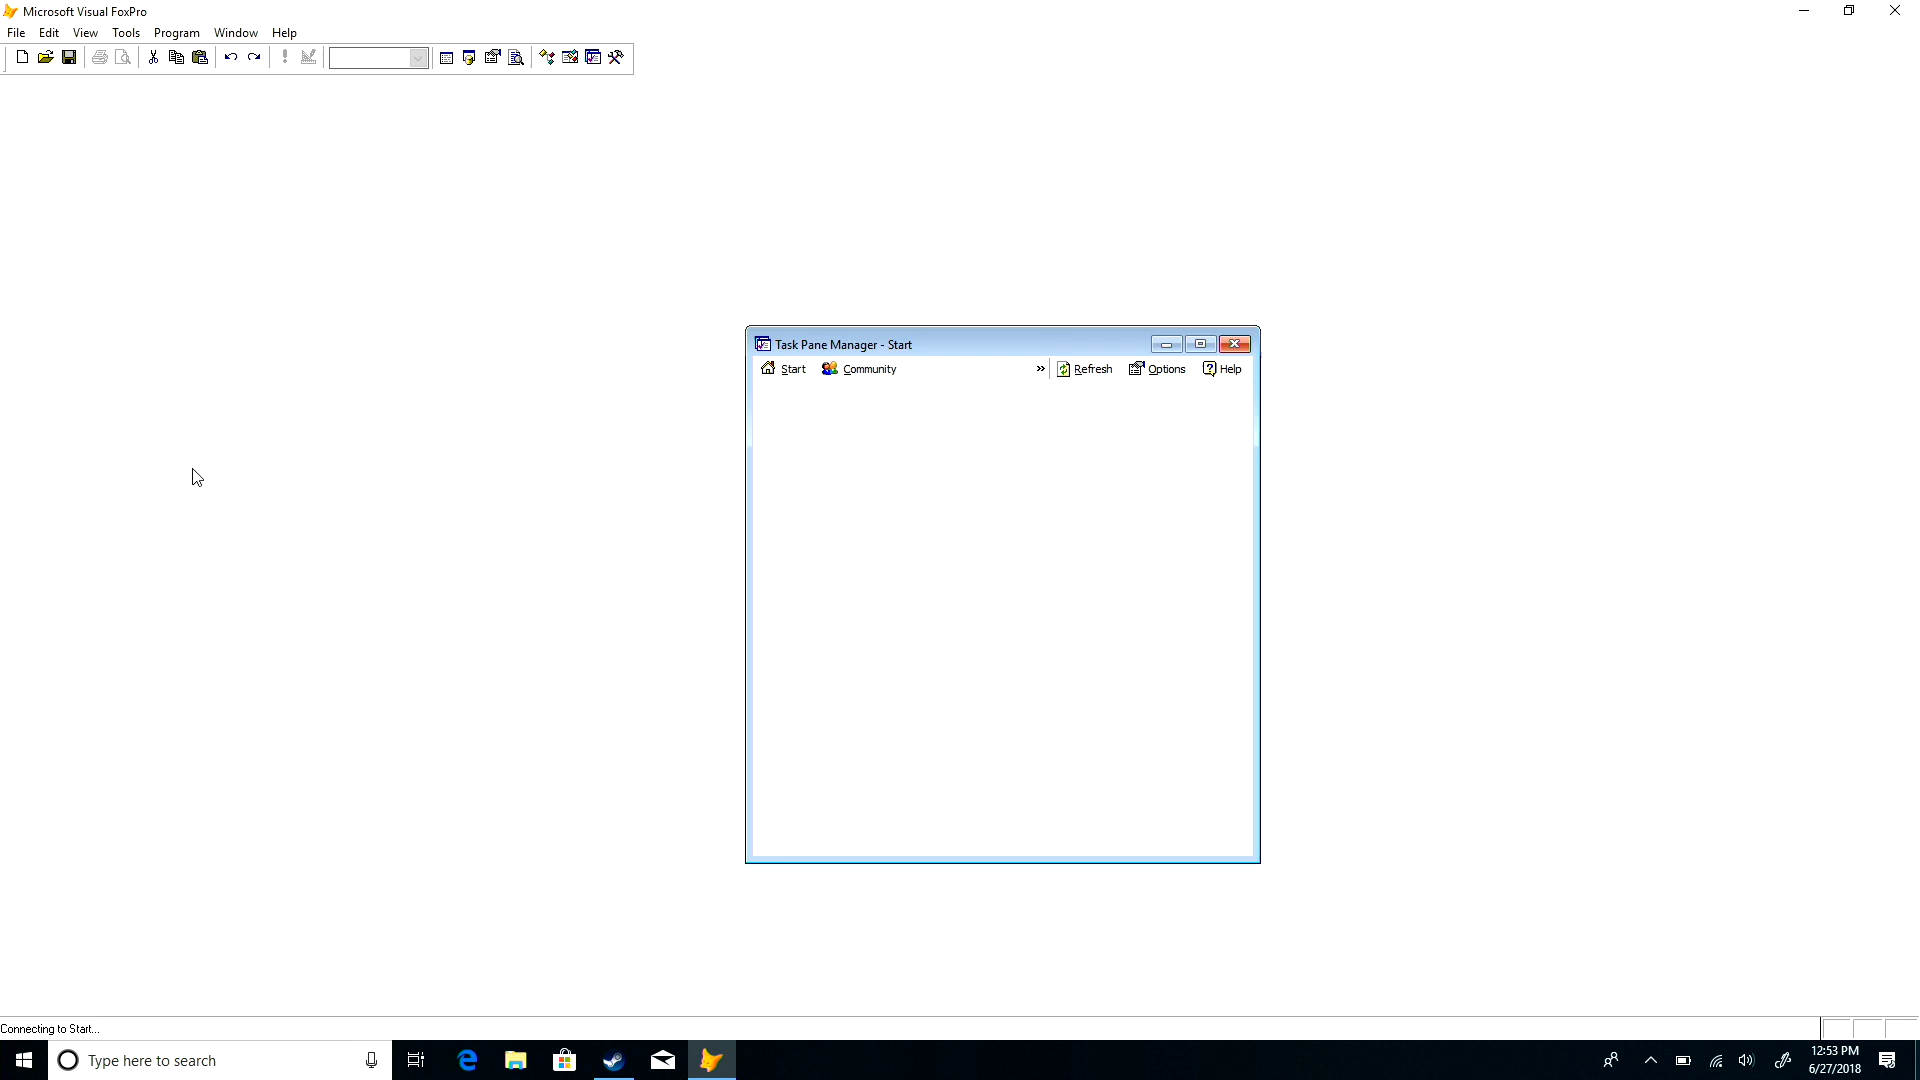 Microsoft Visual FoxPro
File Edit View Tools Program Window Help
Task Pane Manager - Start
Start Community » Refresh Options Help
Connecting to Start...
Type here to search
12:53 PM
6/27/2018